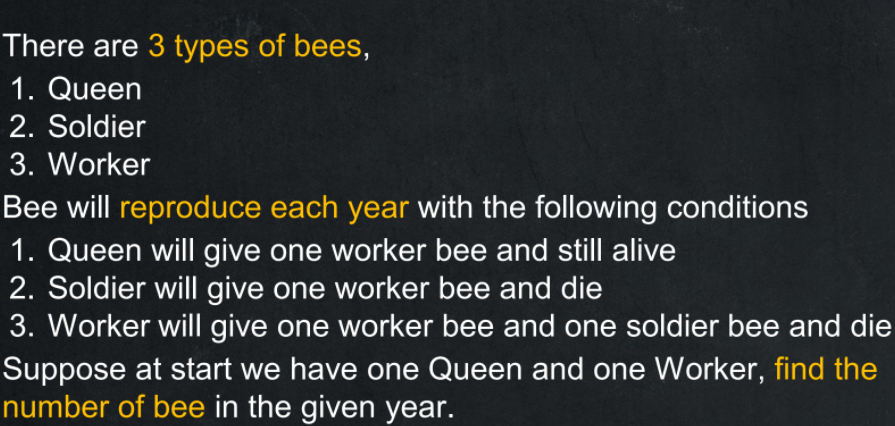 There are 3 types of bees,
1. Queen
2. Soldier
3. Worker
Bee will reproduce each year with the following conditions
1. Queen will give one worker bee and still alive
2. Soldier will give one worker bee and die
3. Worker will give one worker bee and one soldier bee and die
Suppose at start we have one Queen and one Worker, find the
number of bee in the given year.